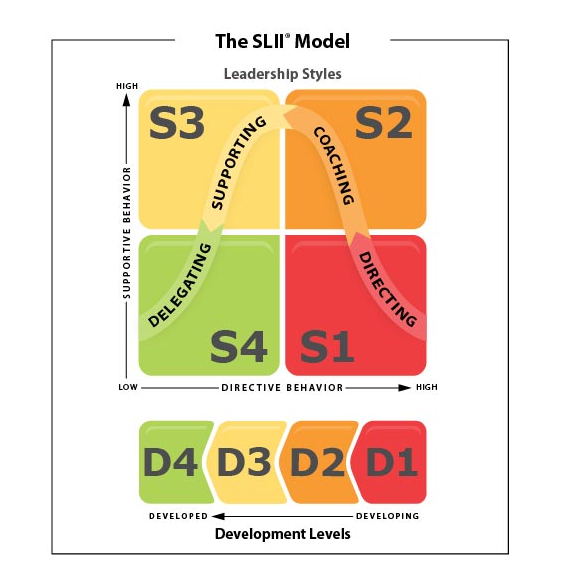 The SLII® Model
Leadership Styles
HIGH
SUPPORTIVE BEHAVIOR
S3
S2
SUPPORTING
COACHING
DELEGATING
DIRECTING
S4
S1
LOW
DIRECTIVE BEHAVIOR
HIGH
D4
D3
D2
D1
DEVELOPED
DEVELOPING
Development Levels